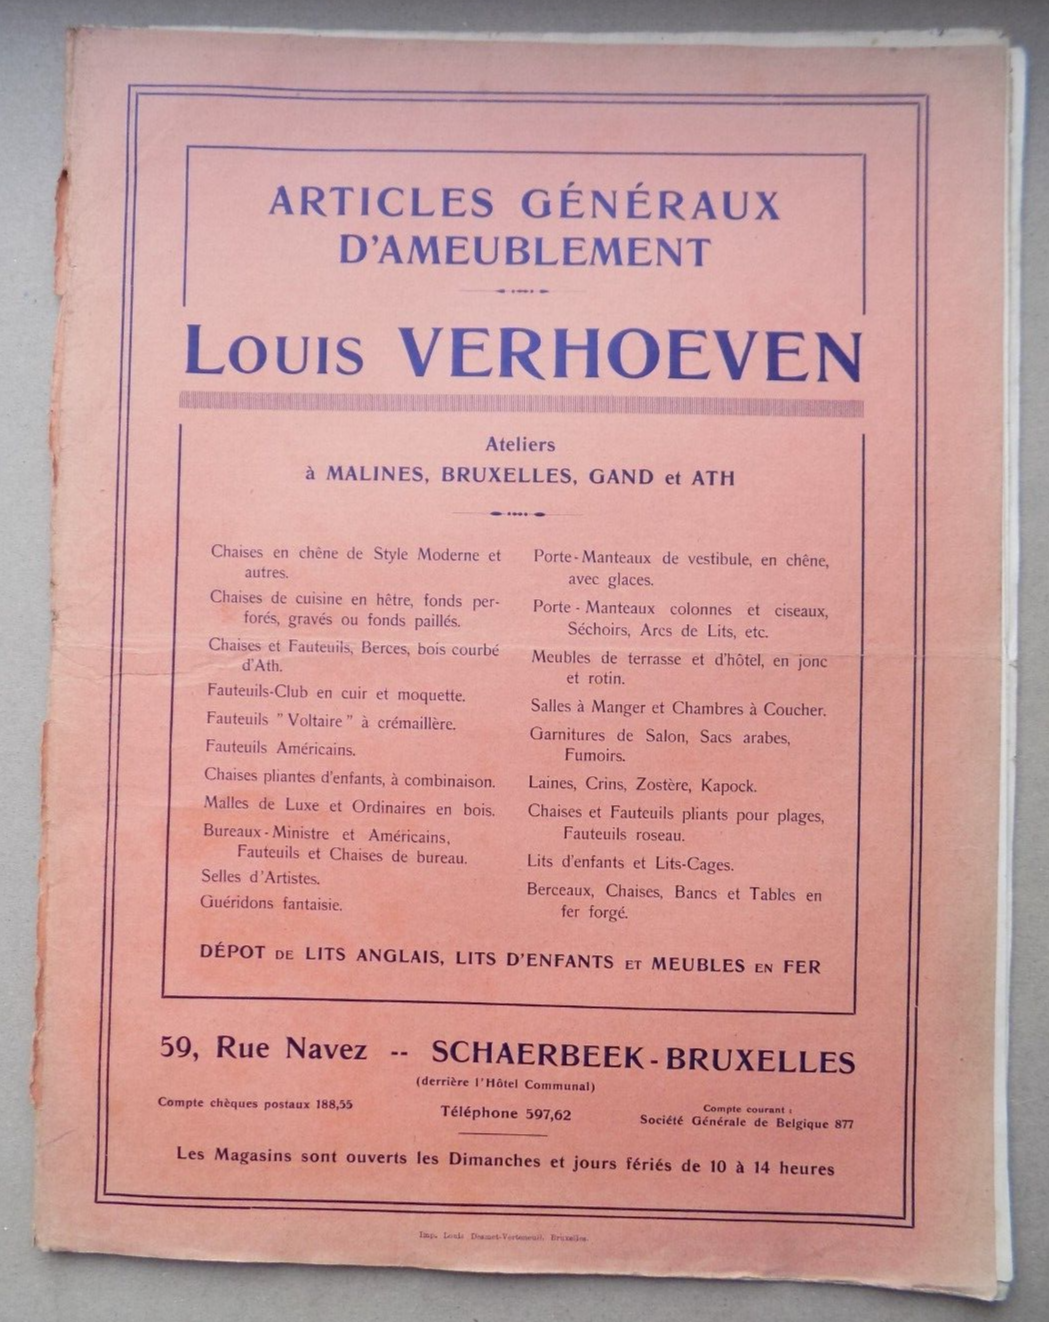 ARTICLES GÉNÉRAUX
D'AMEUBLEMENT
LOUIS VERHOEVEN
Ateliers
à MALINES, BRUXELLES, GAND et ATH
Chaises en chêne de Style Moderne et
autres.
Chaises de cuisine en hêtre, fonds per-
forés, gravés ou fonds paillés.
Chaises et Fauteuils, Berces, bois courbé
d'Ath.
Fauteuils-Club en cuir et moquette.
Fauteuils "Voltaire" à crémaillère.
Fauteuils Américains.
Chaises pliantes d'enfants, à combinaison.
Malles de Luxe et Ordinaires en bois.
Bureaux-Ministre et Américains,
Fauteuils et Chaises de bureau.
Selles d'Artistes.
Guéridons fantaisie.
Porte-Manteaux de vestibule, en chêne,
avec glaces.
Porte-Manteaux colonnes et ciseaux,
Séchoirs, Arcs de Lits, etc.
Meubles de terrasse et d'hôtel, en jonc
et rotin.
Salles à Manger et Chambres à Coucher.
Garnitures de Salon, Sacs arabes,
Fumoirs.
Laines, Crins, Zostère, Kapock.
Chaises et Fauteuils pliants pour plages,
Fauteuils roseau.
Lits d'enfants et Lits-Cages.
Berceaux, Chaises, Bancs et Tables en
fer forgé.
DÉPOT DE LITS ANGLAIS, LITS D'ENFANTS ET MEUBLES EN FER
59, Rue Navez -- SCHAERBEEK-BRUXELLES
(derrière l'Hôtel Communal)
Compte chèques postaux 188,55
Téléphone 597,62
Compte courant :
Société Générale de Belgique 877
Les Magasins sont ouverts les Dimanches et jours fériés de 10 à 14 heures
Imp. Louis Desmet-Verteneuil, Bruxelles.